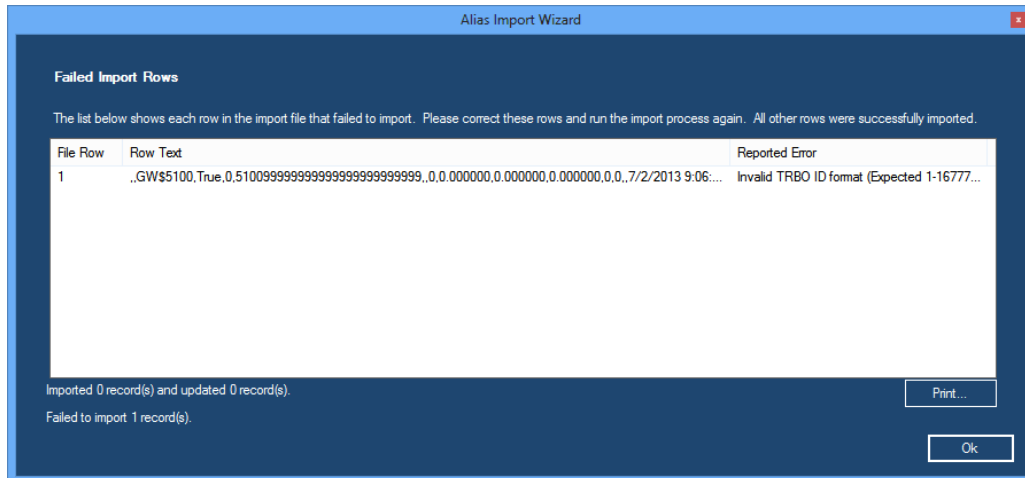 Alias Import Wizard
x
Failed Import Rows
The list below shows each row in the import file that failed to import. Please correct these rows and run the import process again. All other rows were successfully imported.
File Row Row Text Reported Error
1 ,,GW$5100,True,0,510099999999999999999999999999,,0,0.000000,0.000000,0.000000,0,0,,7/2/2013 9:06:... Invalid TRBO ID format (Expected 1-16777...
Imported 0 record(s) and updated 0 record(s).
Print...
Failed to import 1 record(s).
Ok